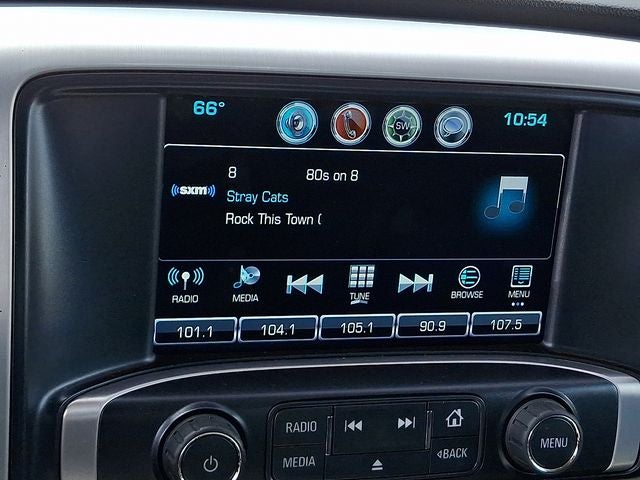 66° SW 10:54
8 80s on 8
((sxm))
Stray Cats
Rock This Town (
RADIO MEDIA TUNE BROWSE MENU
101.1 104.1 105.1 90.9 107.5
RADIO
MEDIA BACK
MENU